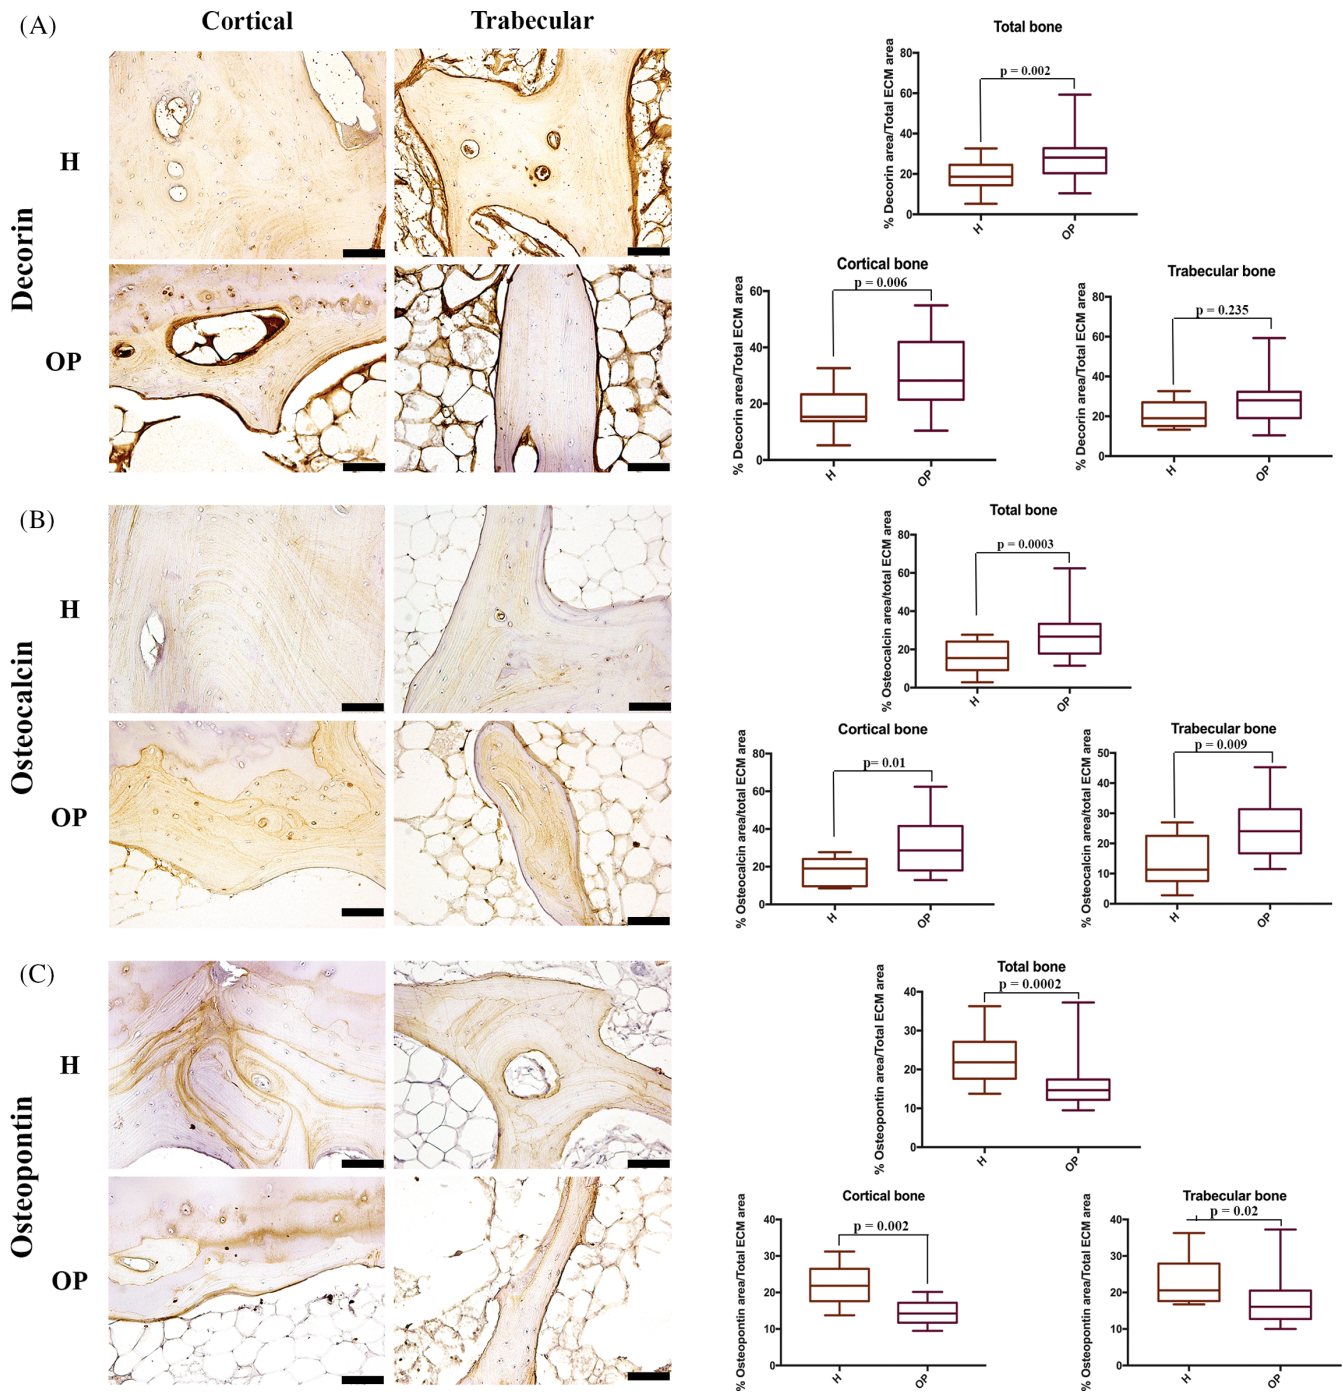 (A)
Cortical
Trabecular
Decorin
H
OP
Total bone
% Decorin area/Total ECM area
80
60
40
20
0
p = 0.002
H
OP
Cortical bone
% Decorin area/Total ECM area
60
40
20
0
p = 0.006
H
OP
Trabecular bone
% Decorin area/Total ECM area
80
60
40
20
0
p = 0.235
H
OP
(B)
Osteocalcin
H
OP
Total bone
% Osteocalcin area/total ECM area
80
60
40
20
0
p = 0.0003
H
OP
Cortical bone
% Osteocalcin area/total ECM area
80
60
40
20
0
p= 0.01
H
OP
Trabecular bone
% Osteocalcin area/total ECM area
50
40
30
20
10
0
p = 0.009
H
OP
(C)
Osteopontin
H
OP
Total bone
% Osteopontin area/Total ECM area
40
30
20
10
0
p = 0.0002
H
OP
Cortical bone
% Osteopontin area/Total ECM area
40
30
20
10
0
p = 0.002
H
OP
Trabecular bone
% Osteopontin area/Total ECM area
40
30
20
10
0
p = 0.02
H
OP